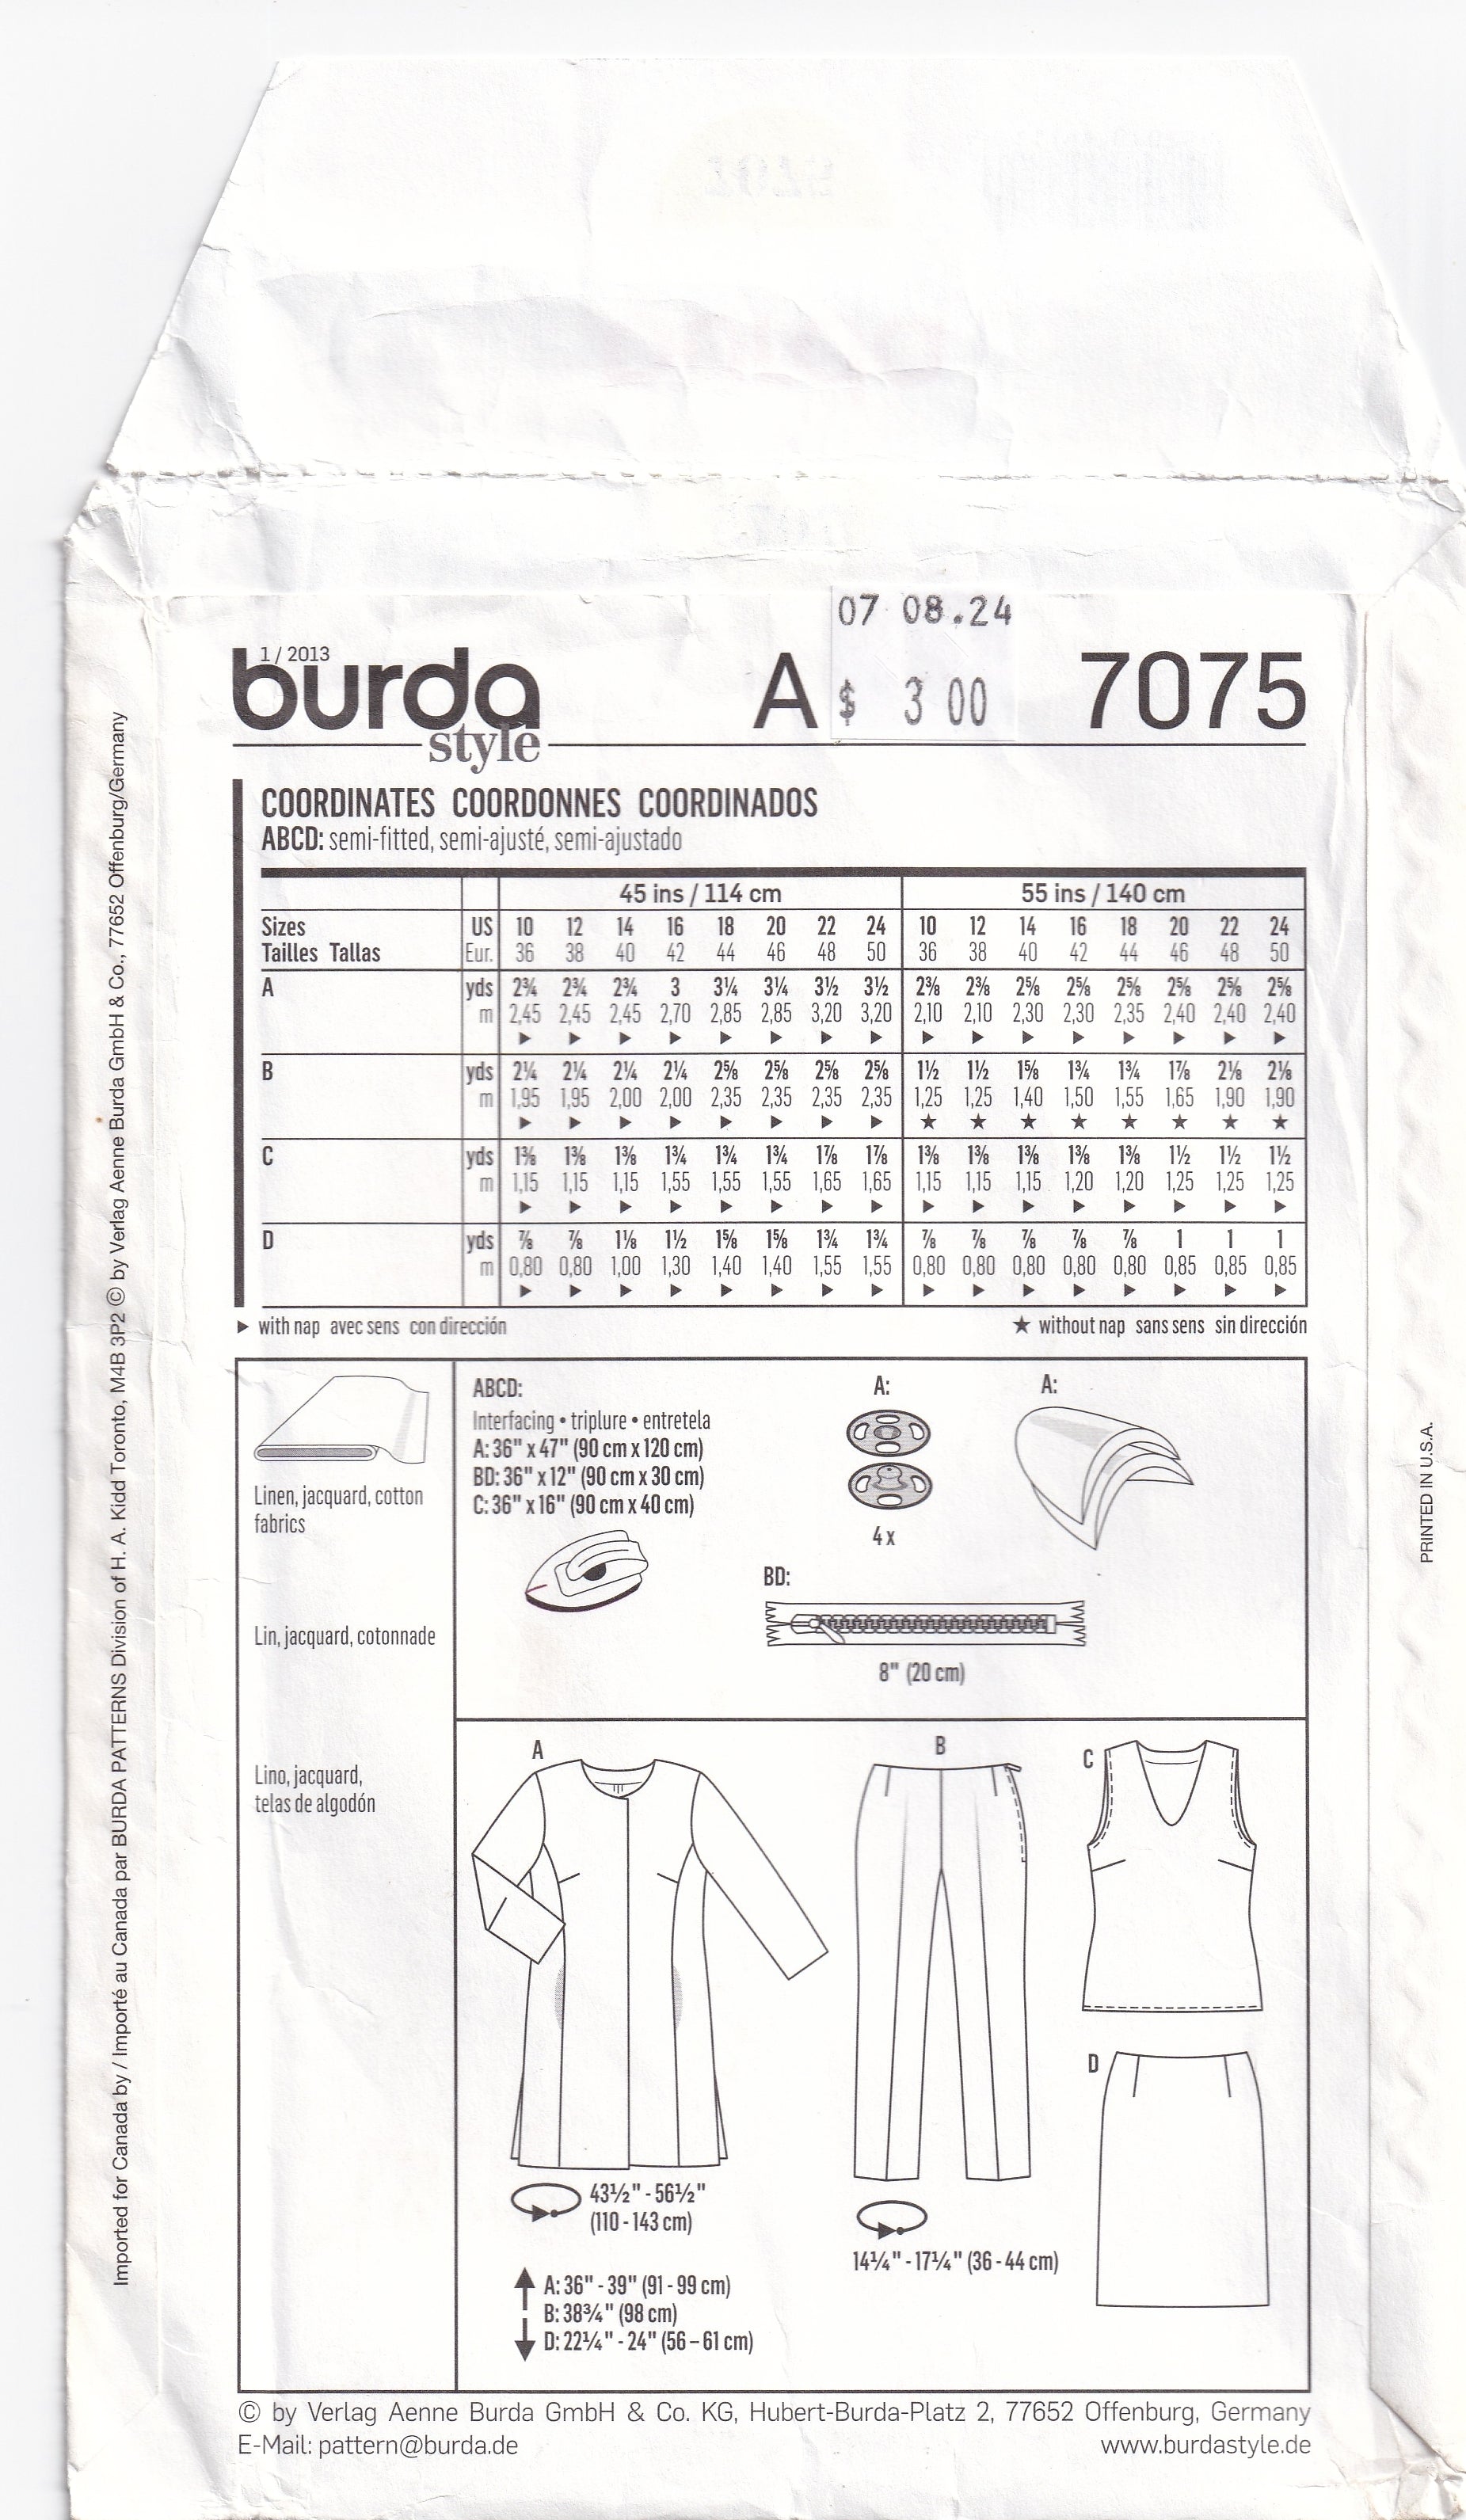 07 08.24
1 / 2013
burda style
A
$ 3 00
7075
COORDINATES COORDONNES COORDINADOS
ABCD: semi-fitted, semi-ajusté, semi-ajustado
45 ins / 114 cm 55 ins / 140 cm
Sizes US 10 12 14 16 18 20 22 24 10 12 14 16 18 20 22 24
Tailles Tallas Eur. 36 38 40 42 44 46 48 50 36 38 40 42 44 46 48 50
A yds 2¾ 2¾ 2¾ 3 3¼ 3¼ 3½ 3½ 2⅜ 2⅜ 2⅝ 2⅝ 2⅝ 2⅝ 2⅝ 2⅝
m 2,45 2,45 2,45 2,70 2,85 2,85 3,20 3,20 2,10 2,10 2,30 2,30 2,35 2,40 2,40 2,40
► ► ► ► ► ► ► ► ► ► ► ► ► ► ► ►
B yds 2¼ 2¼ 2¼ 2¼ 2⅝ 2⅝ 2⅝ 2⅝ 1½ 1½ 1⅝ 1¾ 1¾ 1⅞ 2⅛ 2⅛
m 1,95 1,95 2,00 2,00 2,35 2,35 2,35 2,35 1,25 1,25 1,40 1,50 1,55 1,65 1,90 1,90
► ► ► ► ► ► ► ► ★ ★ ★ ★ ★ ★ ★ ★
C yds 1⅜ 1⅜ 1⅜ 1¾ 1¾ 1¾ 1⅞ 1⅞ 1⅜ 1⅜ 1⅜ 1⅜ 1⅜ 1½ 1½ 1½
m 1,15 1,15 1,15 1,55 1,55 1,55 1,65 1,65 1,15 1,15 1,15 1,20 1,20 1,25 1,25 1,25
► ► ► ► ► ► ► ► ► ► ► ► ► ► ► ►
D yds ⅞ ⅞ 1⅛ 1½ 1⅝ 1⅝ 1¾ 1¾ ⅞ ⅞ ⅞ ⅞ ⅞ 1 1 1
m 0,80 0,80 1,00 1,30 1,40 1,40 1,55 1,55 0,80 0,80 0,80 0,80 0,80 0,85 0,85 0,85
► ► ► ► ► ► ► ► ► ► ► ► ► ► ► ►
► with nap avec sens con dirección ★ without nap sans sens sin dirección
Linen, jacquard, cotton
fabrics
Lin, jacquard, cotonnade
Lino, jacquard,
telas de algodón
ABCD:
Interfacing • triplure • entretela
A: 36" x 47" (90 cm x 120 cm)
BD: 36" x 12" (90 cm x 30 cm)
C: 36" x 16" (90 cm x 40 cm)
A:
4 x
A:
BD:
8" (20 cm)
A
B
C
D
43½" - 56½"
(110 - 143 cm)
14¼" - 17¼" (36 - 44 cm)
A: 36" - 39" (91 - 99 cm)
B: 38¾" (98 cm)
D: 22¼" - 24" (56 – 61 cm)
© by Verlag Aenne Burda GmbH & Co. KG, Hubert-Burda-Platz 2, 77652 Offenburg, Germany
E-Mail: pattern@burda.de www.burdastyle.de
Imported for Canada by / Importé au Canada par BURDA PATTERNS Division of H. A. Kidd Toronto, M4B 3P2 © by Verlag Aenne Burda GmbH & Co., 77652 Offenburg/Germany
PRINTED IN U.S.A.